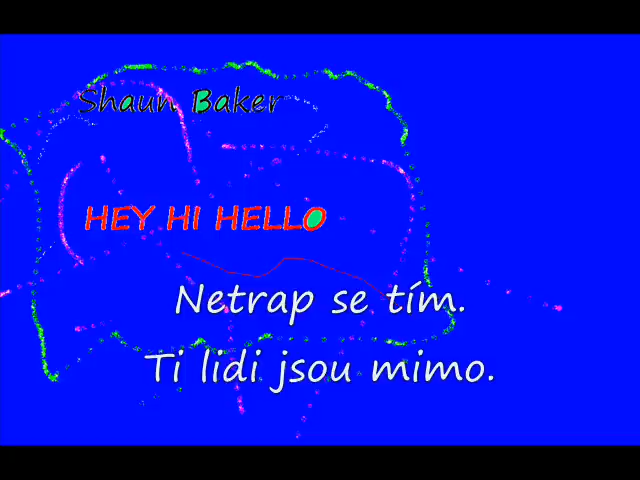 Shaun Baker
HEY HI HELLO
Netrap se tím.
Ti lidi jsou mimo.